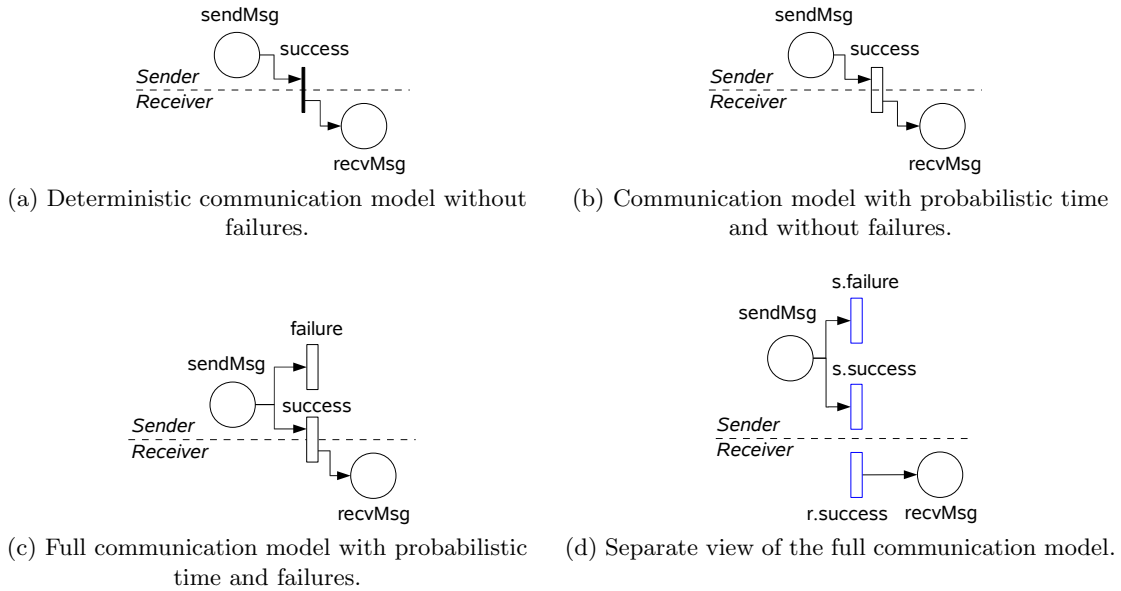 sendMsg
success
Sender
Receiver
recvMsg
(a) Deterministic communication model without
failures.
sendMsg
success
Sender
Receiver
recvMsg
(b) Communication model with probabilistic time
and without failures.
failure
sendMsg
success
Sender
Receiver
recvMsg
(c) Full communication model with probabilistic
time and failures.
s.failure
sendMsg
s.success
Sender
Receiver
r.success recvMsg
(d) Separate view of the full communication model.